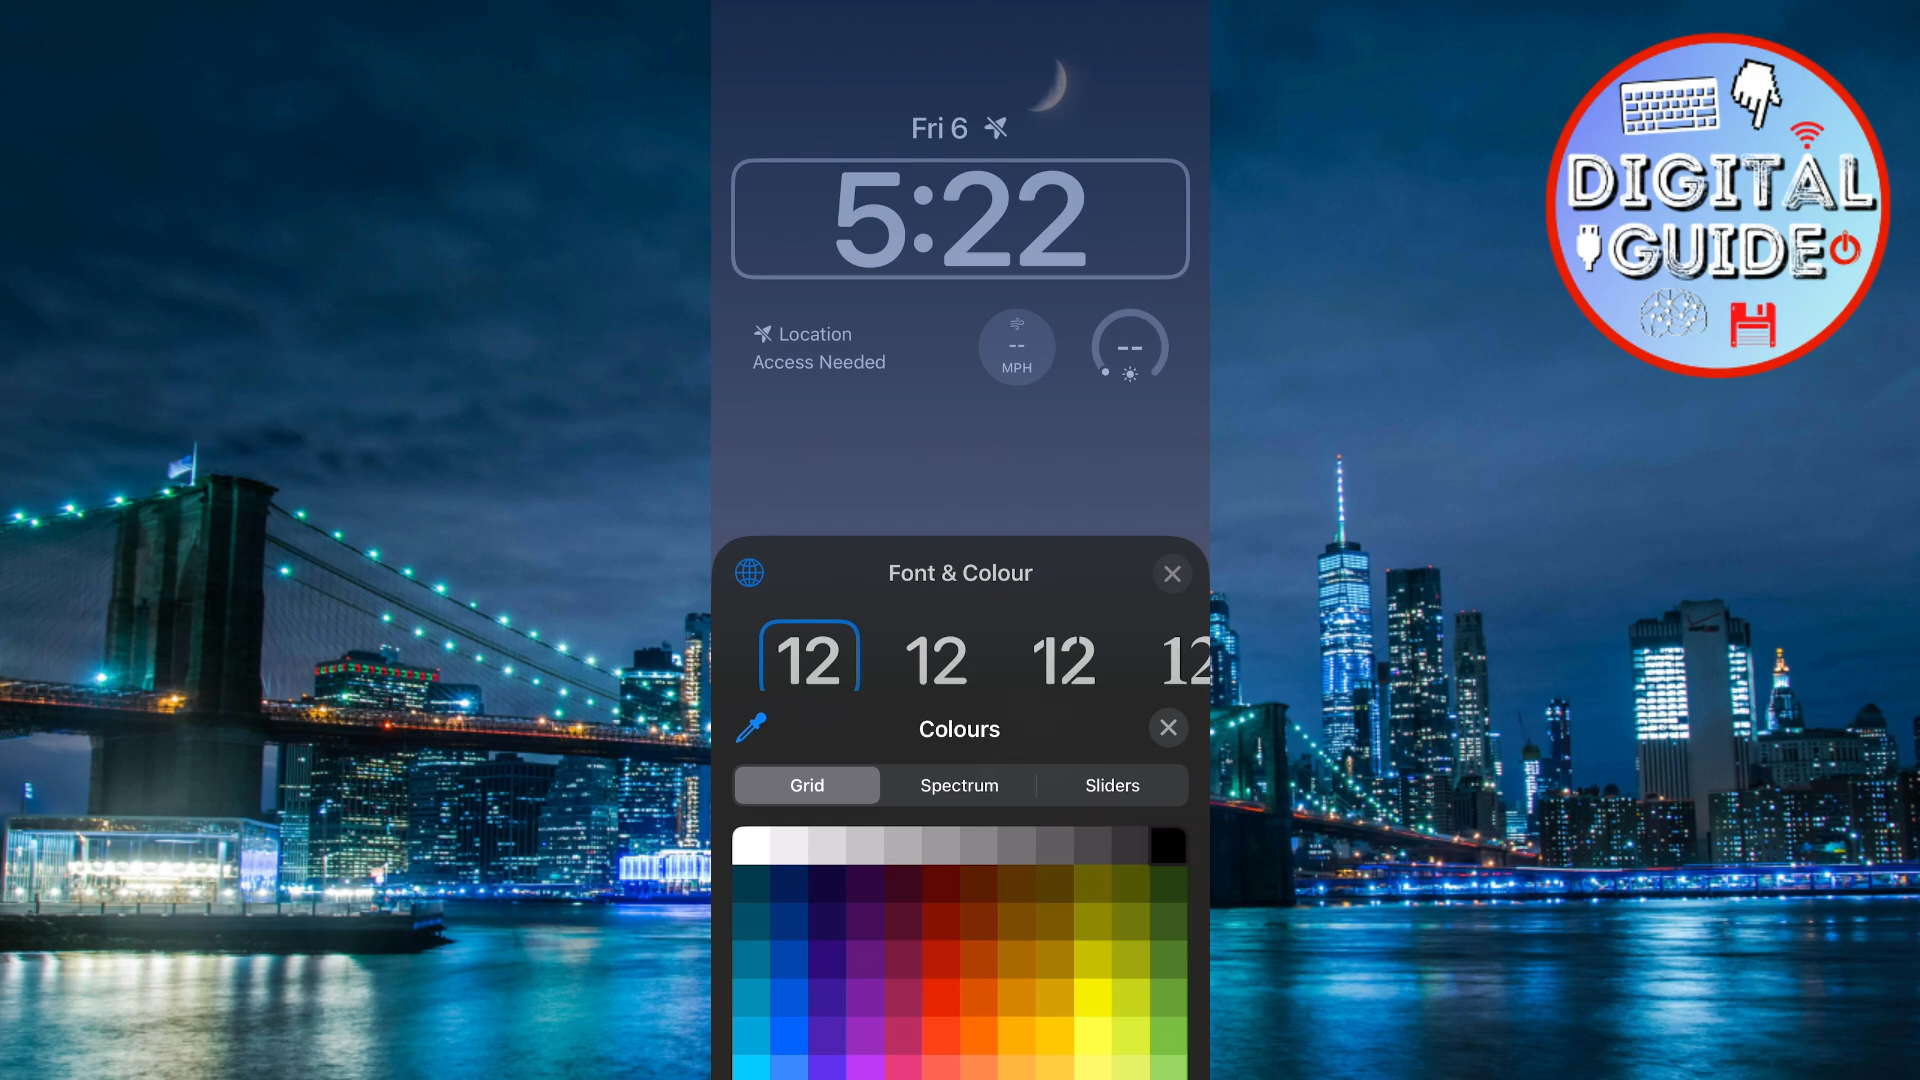 Fri 6
5:22
Location
Access Needed
--
MPH
--
Font & Colour
12
12
12
12
Colours
Grid
Spectrum
Sliders
DIGITAL
GUIDE